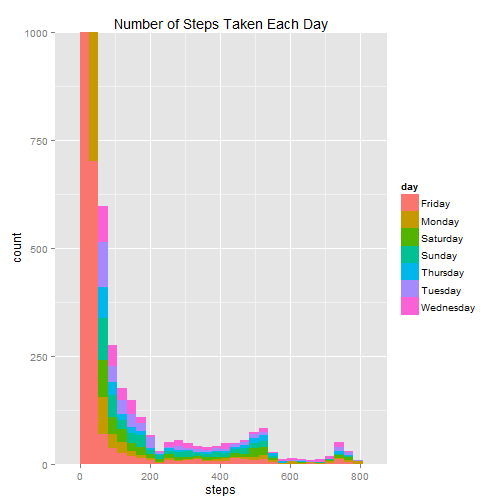 Number of Steps Taken Each Day
1000
750
500
250
0
count
0
200
400
600
800
steps
day
Friday
Monday
Saturday
Sunday
Thursday
Tuesday
Wednesday